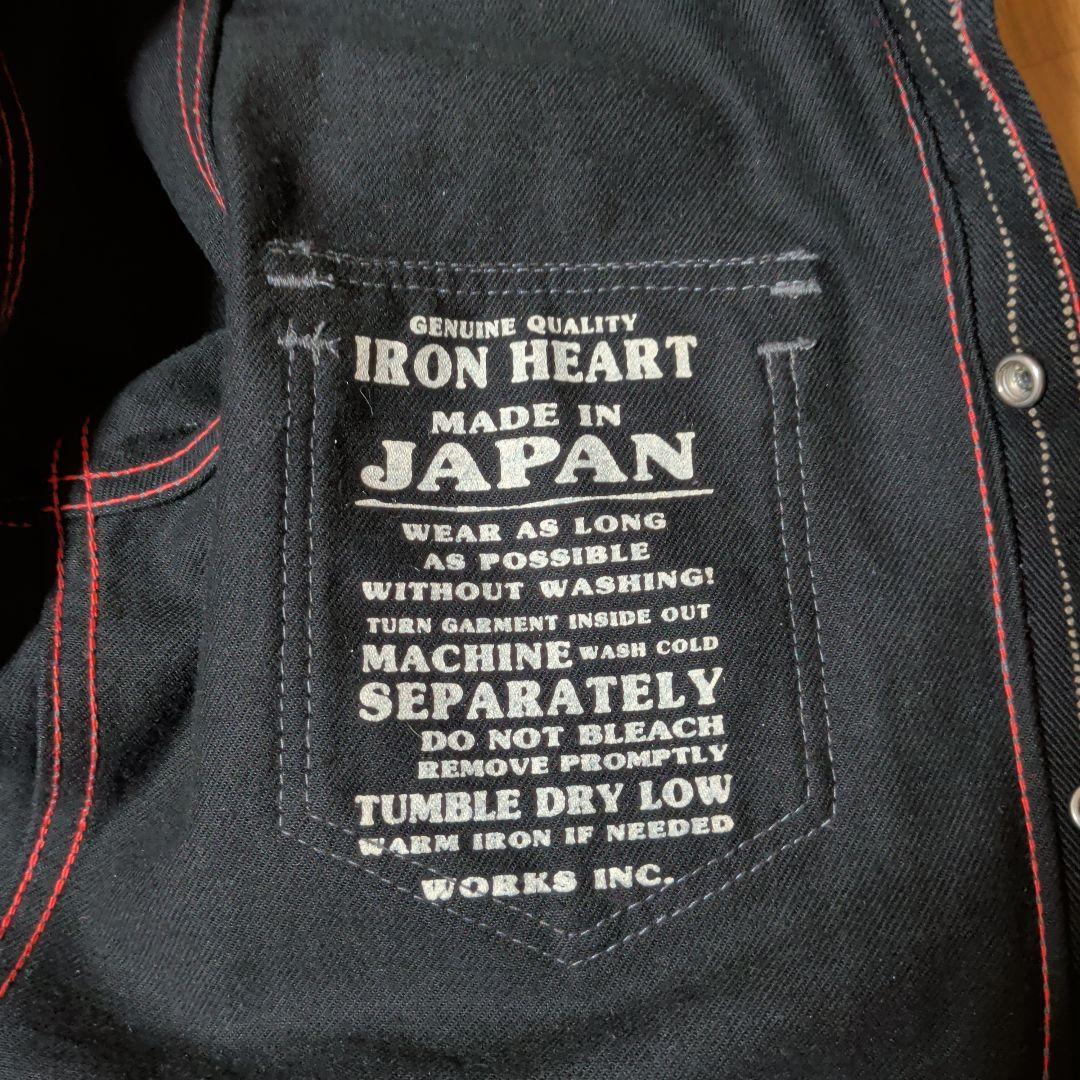 GENUINE QUALITY
IRON HEART
MADE IN
JAPAN
WEAR AS LONG
AS POSSIBLE
WITHOUT WASHING!
TURN GARMENT INSIDE OUT
MACHINE WASH COLD
SEPARATELY
DO NOT BLEACH
REMOVE PROMPTLY
TUMBLE DRY LOW
WARM IRON IF NEEDED
WORKS INC.